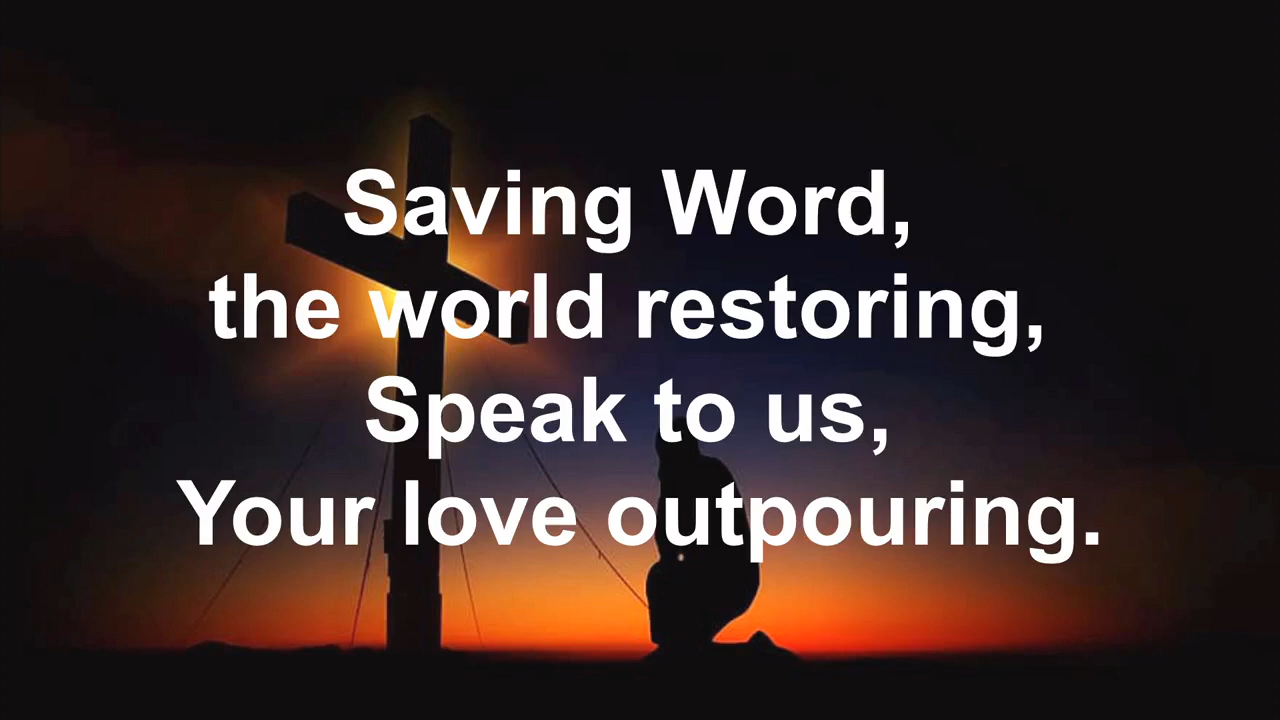 Saving Word,
the world restoring,
Speak to us,
Your love outpouring.